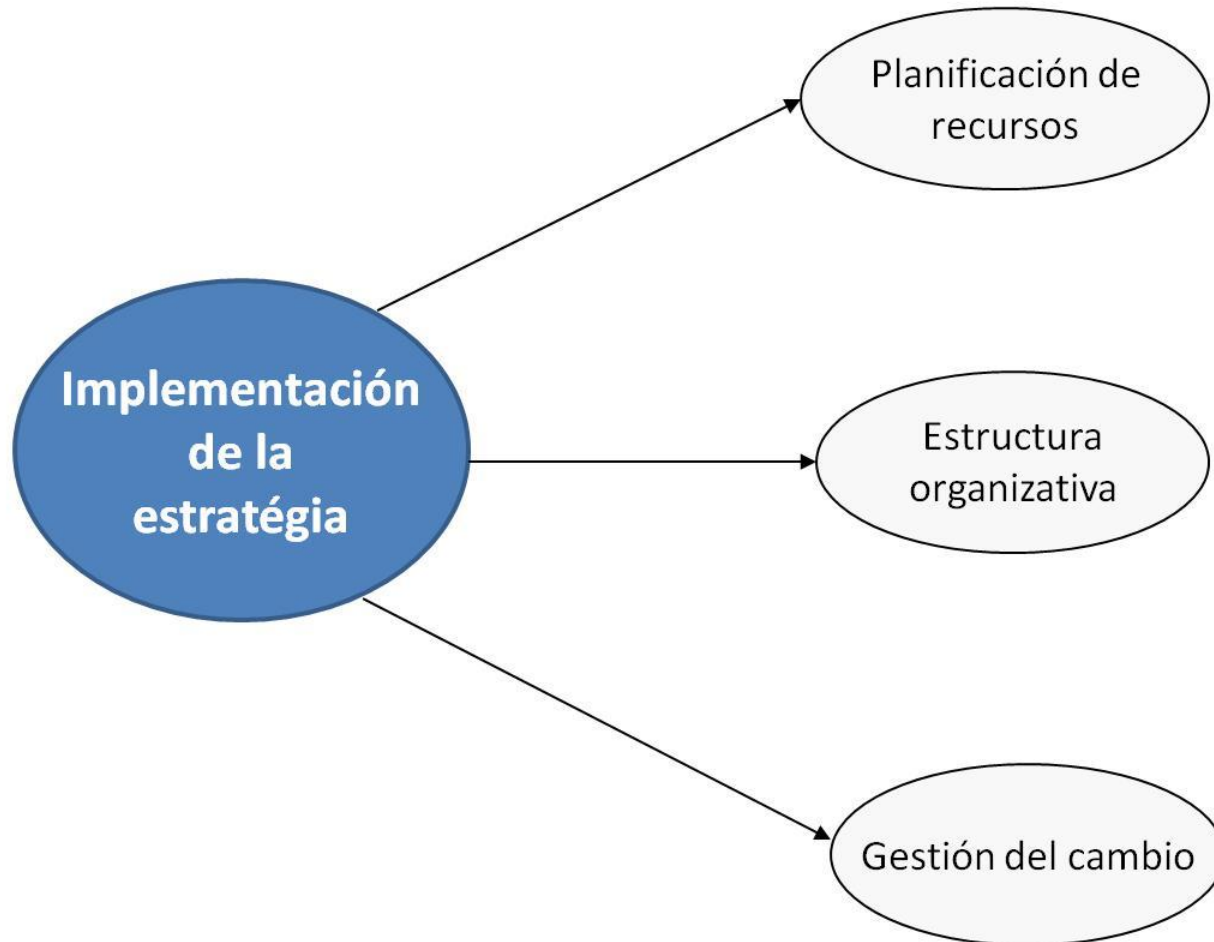 Planificación de
recursos
Implementación
de la
estratégia
Estructura
organizativa
Gestión del cambio